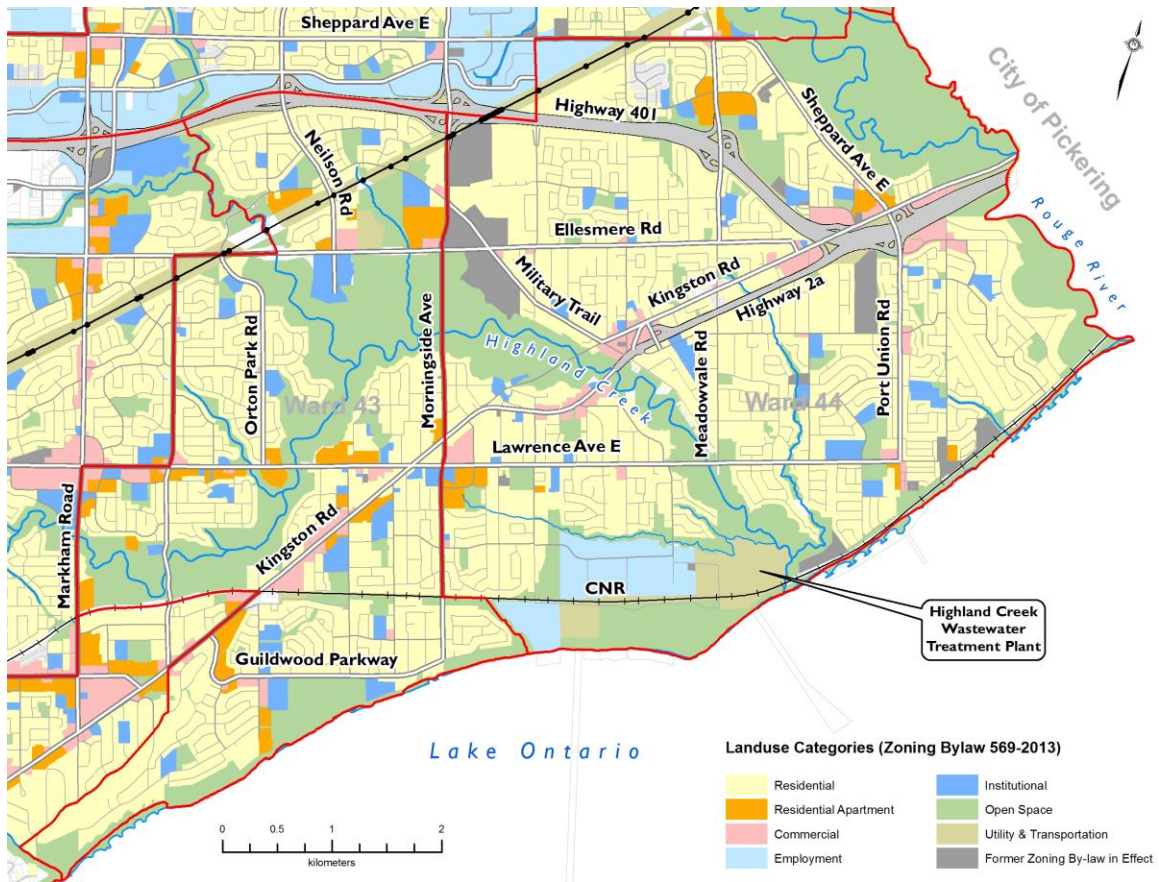 Sheppard Ave E
City of Pickering
Highway 401
Sheppard Ave E
Neilson Rd
Rouge
River
Ellesmere Rd
Military Trail
Kingston Rd
Highway 2a
Morningside Ave
Orton Park Rd
Highland
Creek
Meadowvale Rd
Port Union Rd
Ward 43
Ward 44
Lawrence Ave E
Markham Road
Kingston Rd
CNR
Highland Creek
Wastewater
Treatment Plant
Guildwood Parkway
Lake Ontario
Landuse Categories (Zoning Bylaw 569-2013)
Residential
Residential Apartment
Commercial
Employment
Institutional
Open Space
Utility & Transportation
Former Zoning By-law in Effect
0 0.5 1 2
kilometers